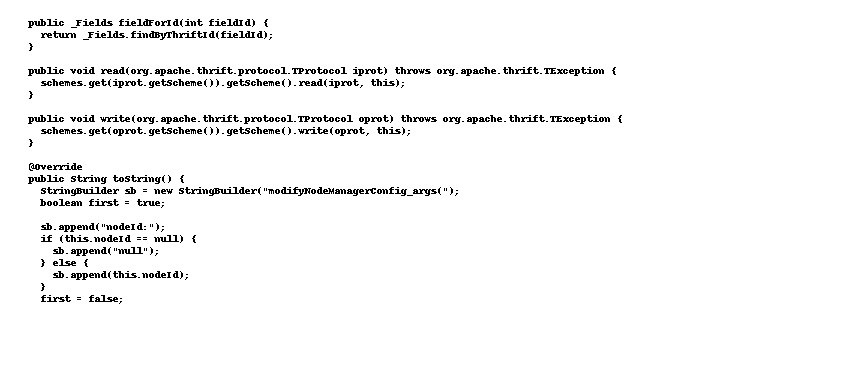 public _Fields fieldForId(int fieldId) {
  return _Fields.findByThriftId(fieldId);
}

public void read(org.apache.thrift.protocol.TProtocol iprot) throws org.apache.thrift.TException {
  schemes.get(iprot.getScheme()).getScheme().read(iprot, this);
}

public void write(org.apache.thrift.protocol.TProtocol oprot) throws org.apache.thrift.TException {
  schemes.get(oprot.getScheme()).getScheme().write(oprot, this);
}

@Override
public String toString() {
  StringBuilder sb = new StringBuilder("modifyNodeManagerConfig_args(");
  boolean first = true;

  sb.append("nodeId:");
  if (this.nodeId == null) {
    sb.append("null");
  } else {
    sb.append(this.nodeId);
  }
  first = false;